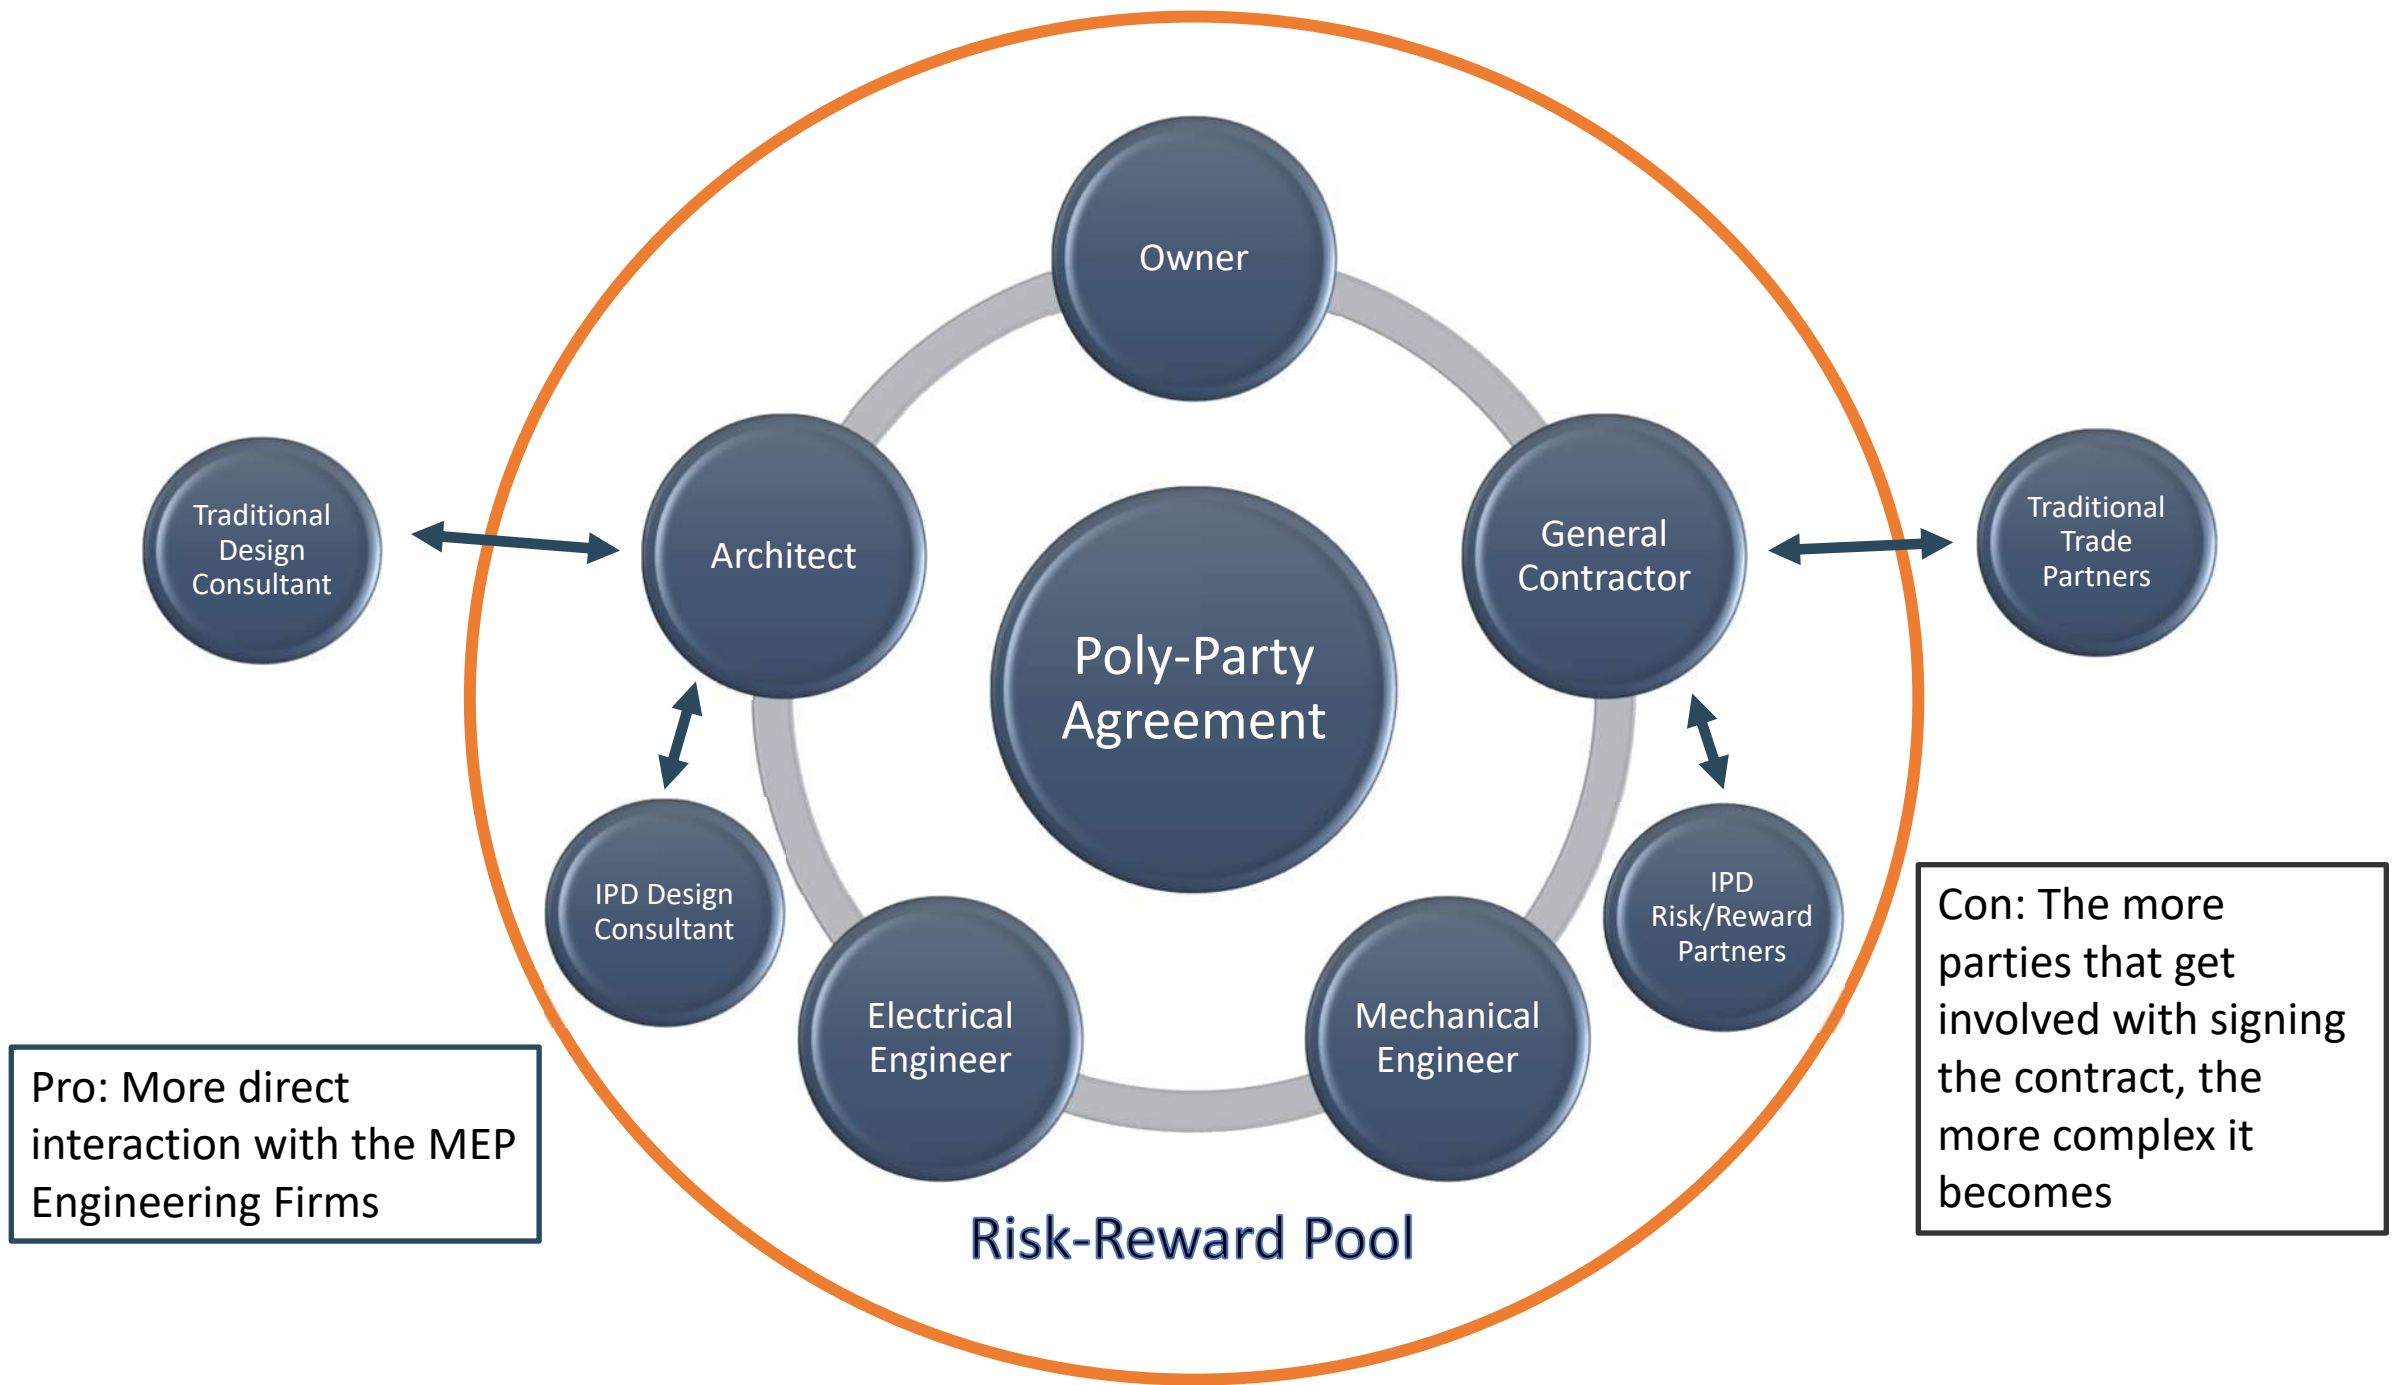 Owner
Traditional
Design
Consultant
Architect
General
Contractor
Traditional
Trade
Partners
Poly-Party
Agreement
IPD Design
Consultant
IPD
Risk/Reward
Partners
Electrical
Engineer
Mechanical
Engineer
Pro: More direct
interaction with the MEP
Engineering Firms
Con: The more
parties that get
involved with signing
the contract, the
more complex it
becomes
Risk-Reward Pool